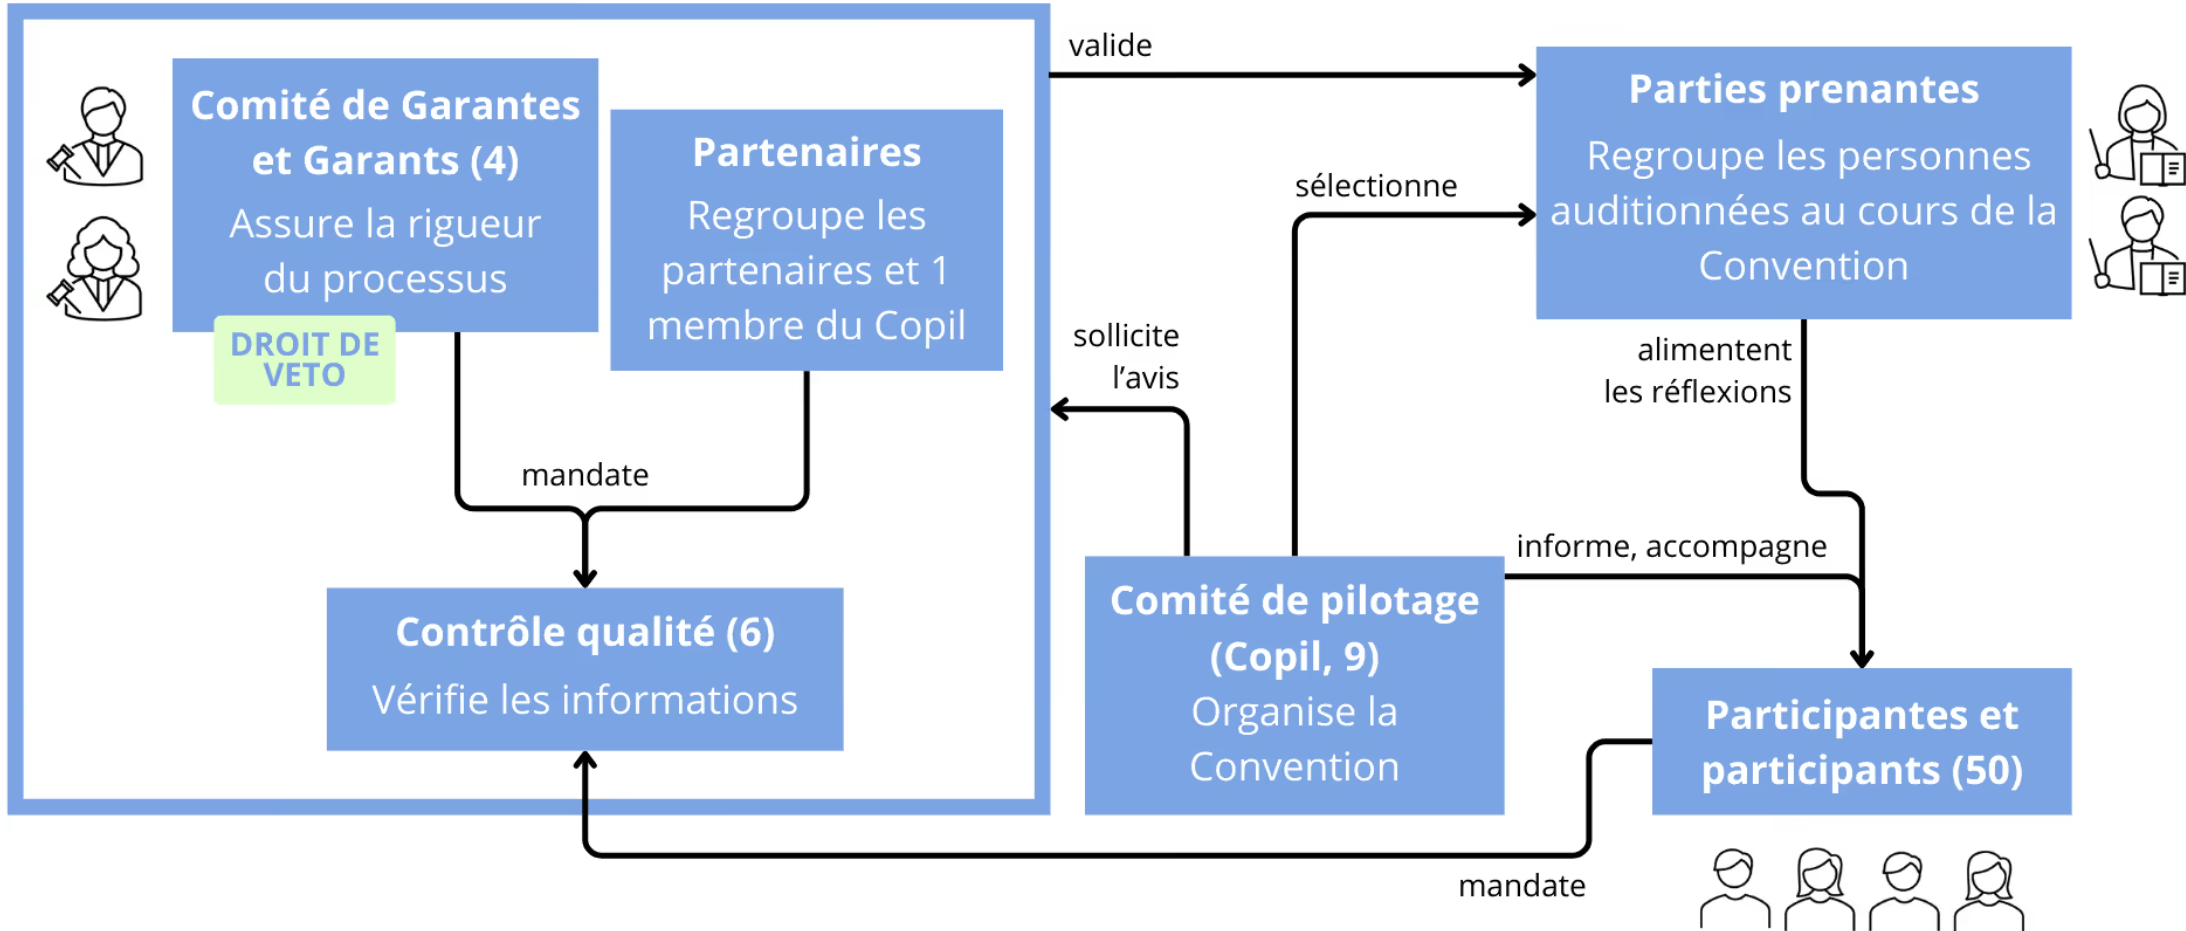 Comité de Garantes
et Garants (4)
Assure la rigueur
du processus
DROIT DE
VETO
Partenaires
Regroupe les
partenaires et 1
membre du Copil
mandate
Contrôle qualité (6)
Vérifie les informations
valide
sélectionne
sollicite
l’avis
Parties prenantes
Regroupe les personnes
auditionnées au cours de la
Convention
alimentent
les réflexions
informe, accompagne
Comité de pilotage
(Copil, 9)
Organise la
Convention
Participantes et
participants (50)
mandate